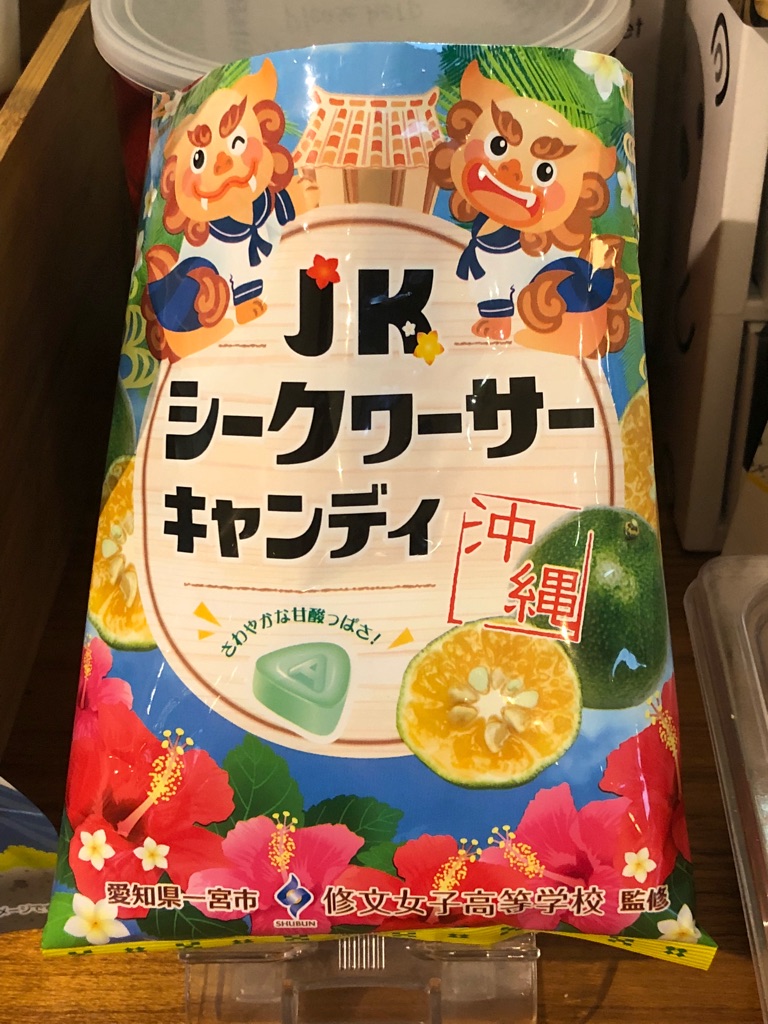 JK
シークヮーサー
キャンディ
沖
縄
さわやかな甘酸っぱさ!
A
愛知県一宮市
SHUBUN
修文女子高等学校
監修